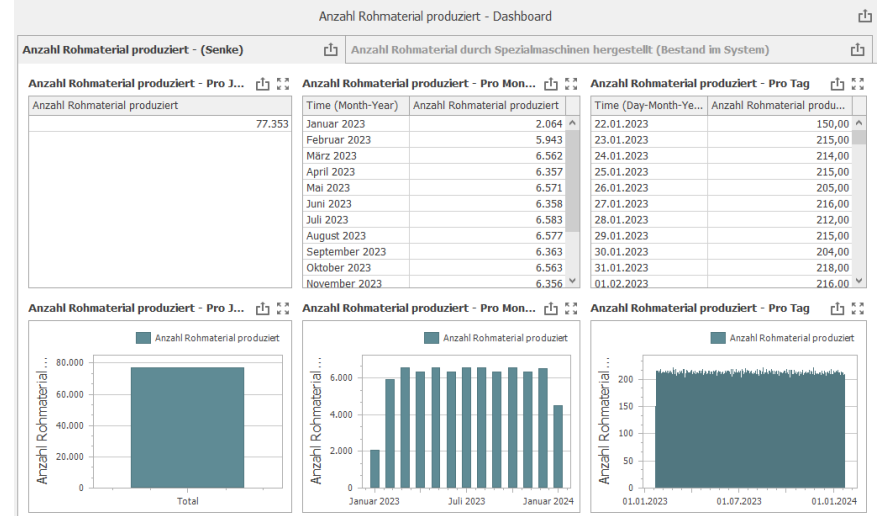 Anzahl Rohmaterial produziert - Dashboard
Anzahl Rohmaterial produziert - (Senke)
Anzahl Rohmaterial durch Spezialmaschinen hergestellt (Bestand im System)
Anzahl Rohmaterial produziert - Pro J...
Anzahl Rohmaterial produziert
77.353
Anzahl Rohmaterial produziert - Pro Mon...
Time (Month-Year) Anzahl Rohmaterial produziert
Januar 2023 2.064
Februar 2023 5.943
März 2023 6.562
April 2023 6.357
Mai 2023 6.571
Juni 2023 6.358
Juli 2023 6.583
August 2023 6.577
September 2023 6.363
Oktober 2023 6.563
November 2023 6.356
Anzahl Rohmaterial produziert - Pro Tag
Time (Day-Month-Ye... Anzahl Rohmaterial produ...
22.01.2023 150,00
23.01.2023 215,00
24.01.2023 214,00
25.01.2023 215,00
26.01.2023 205,00
27.01.2023 216,00
28.01.2023 212,00
29.01.2023 215,00
30.01.2023 204,00
31.01.2023 218,00
01.02.2023 216,00
Anzahl Rohmaterial produziert - Pro J...
Anzahl Rohmaterial produziert
Anzahl Rohmaterial ...
80.000
60.000
40.000
20.000
0
Total
Anzahl Rohmaterial produziert - Pro Mon...
Anzahl Rohmaterial produziert
Anzahl Rohmaterial ...
6.000
4.000
2.000
0
Januar 2023 Juli 2023 Januar 2024
Anzahl Rohmaterial produziert - Pro Tag
Anzahl Rohmaterial produziert
Anzahl Rohmaterial ...
200
150
100
50
0
01.01.2023 01.07.2023 01.01.2024